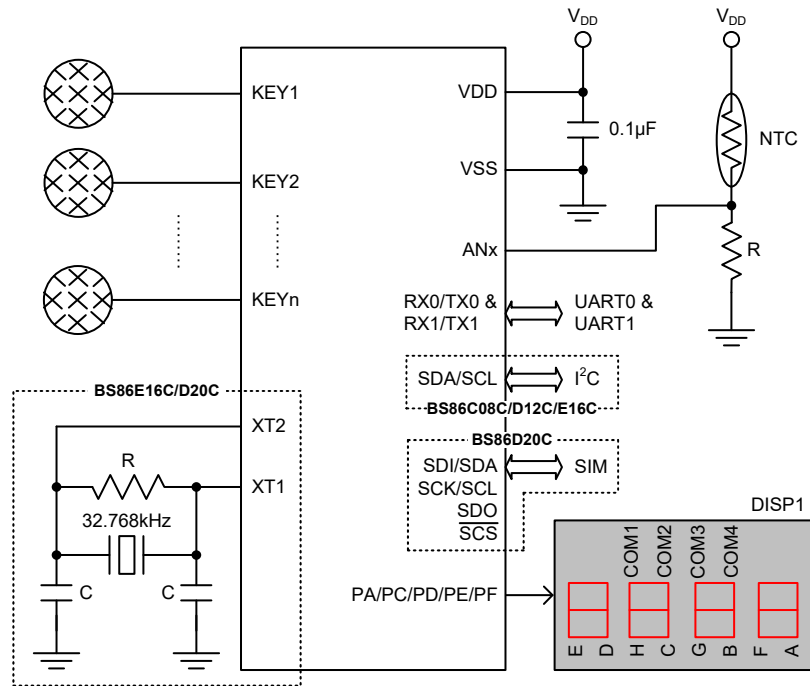 V_DD
V_DD
KEY1
VDD
0.1µF
NTC
VSS
KEY2
ANx
R
KEYn
RX0/TX0 &
RX1/TX1
UART0 &
UART1
BS86E16C/D20C
SDA/SCL
I²C
BS86C08C/D12C/E16C
XT2
BS86D20C
R
XT1
SDI/SDA
SIM
SCK/SCL
SDO
SCS
32.768kHz
DISP1
COM1
COM2
COM3
COM4
C
C
PA/PC/PD/PE/PF
E
D
H
C
G
B
F
A